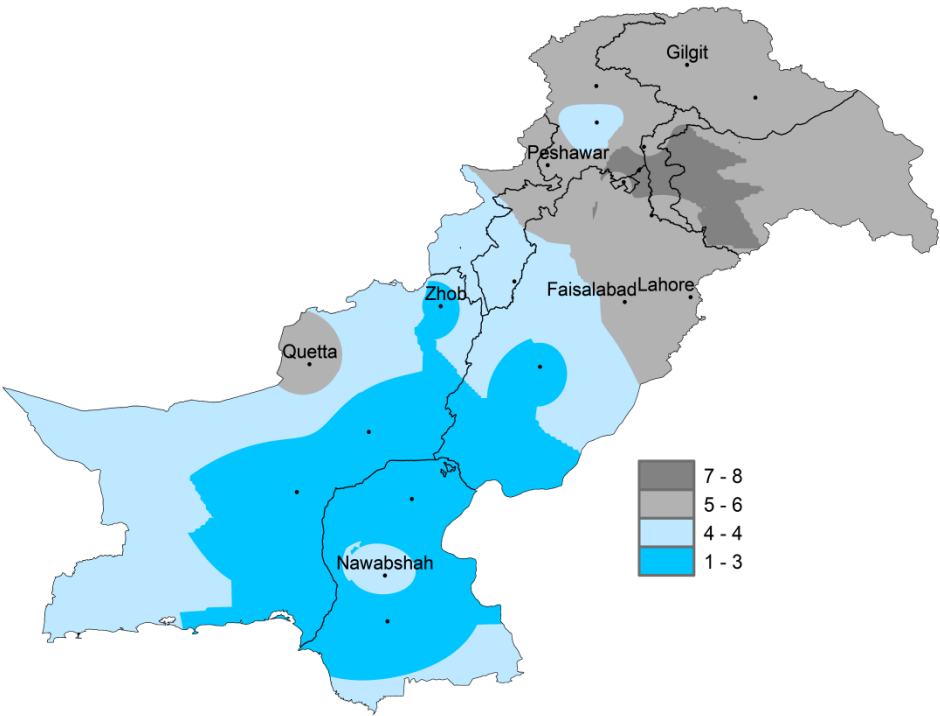 Gilgit
Peshawar
Zhob
Faisalabad
Lahore
Quetta
Nawabshah
7 - 8
5 - 6
4 - 4
1 - 3